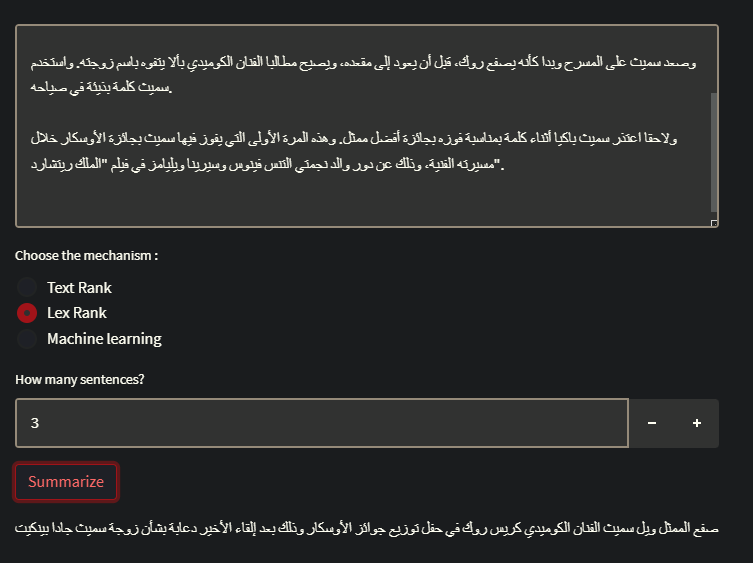 وصعد سميث على المسرح وبدا كأنه يصفع روك، قبل أن يعود إلى مقعده، ويصيح مطالبا الفنان الكوميدي بألا يتفوه باسم زوجته. واستخدم
سميث كلمة بذيئة في صياحه.
ولاحقا اعتذر سميث باكيا أثناء كلمة بمناسبة فوزه بجائزة أفضل ممثل. وهذه المرة الأولى التي يفوز فيها سميث بجائزة الأوسكار خلال
مسيرته الفنية، وذلك عن دور والد نجمتي التنس فينوس وسيرينا ويليامز في فيلم "الملك ريتشارد".
Choose the mechanism :
Text Rank
Lex Rank
Machine learning
How many sentences?
3 − +
Summarize
صفع الممثل ويل سميث الفنان الكوميدي كريس روك في حفل توزيع جوائز الأوسكار وذلك بعد إلقاء الأخير دعابة بشأن زوجة سميث جادا بينكيت